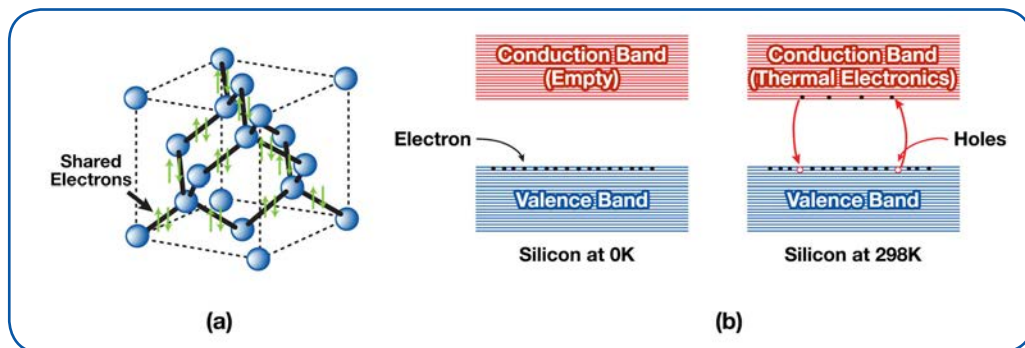 Shared
Electrons
(a)
Conduction Band
(Empty)
Electron
Valence Band
Silicon at 0K
Conduction Band
(Thermal Electronics)
Holes
Valence Band
Silicon at 298K
(b)